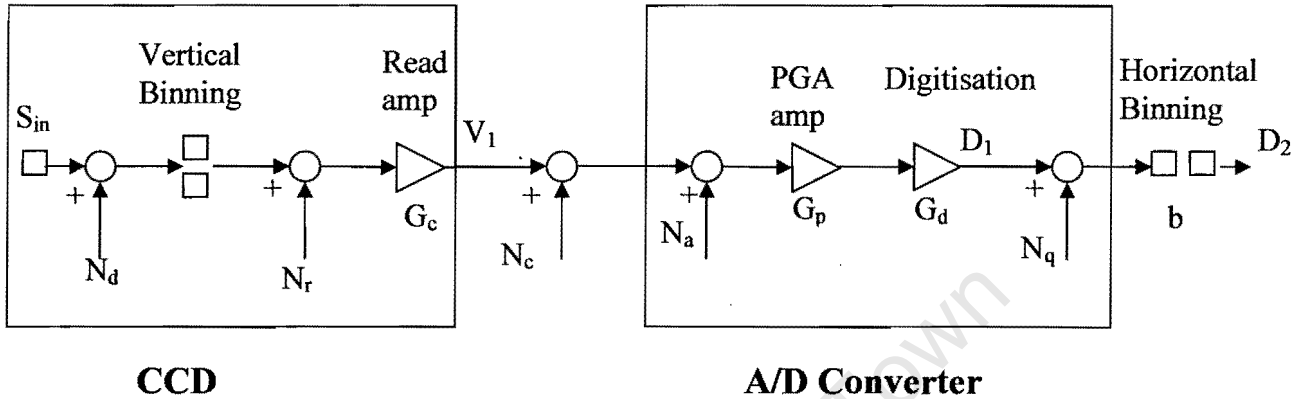 Vertical
Binning
Read
amp
PGA
amp
Digitisation
Horizontal
Binning
S_in
V_1
D_1
D_2
+
+
+
+
+
G_c
G_p
G_d
b
N_d
N_r
N_c
N_a
N_q
CCD
A/D Converter
town